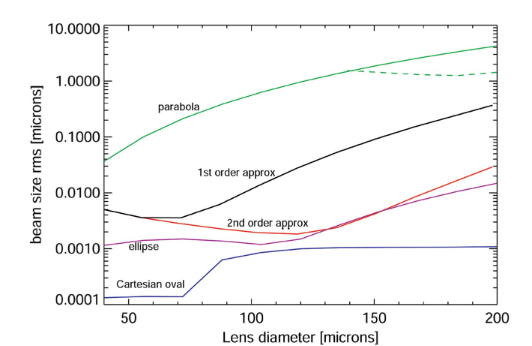 10.0000
1.0000
0.1000
0.0100
0.0010
0.0001
beam size rms [microns]
parabola
1st order approx
2nd order approx
ellipse
Cartesian oval
50
100
150
200
Lens diameter [microns]